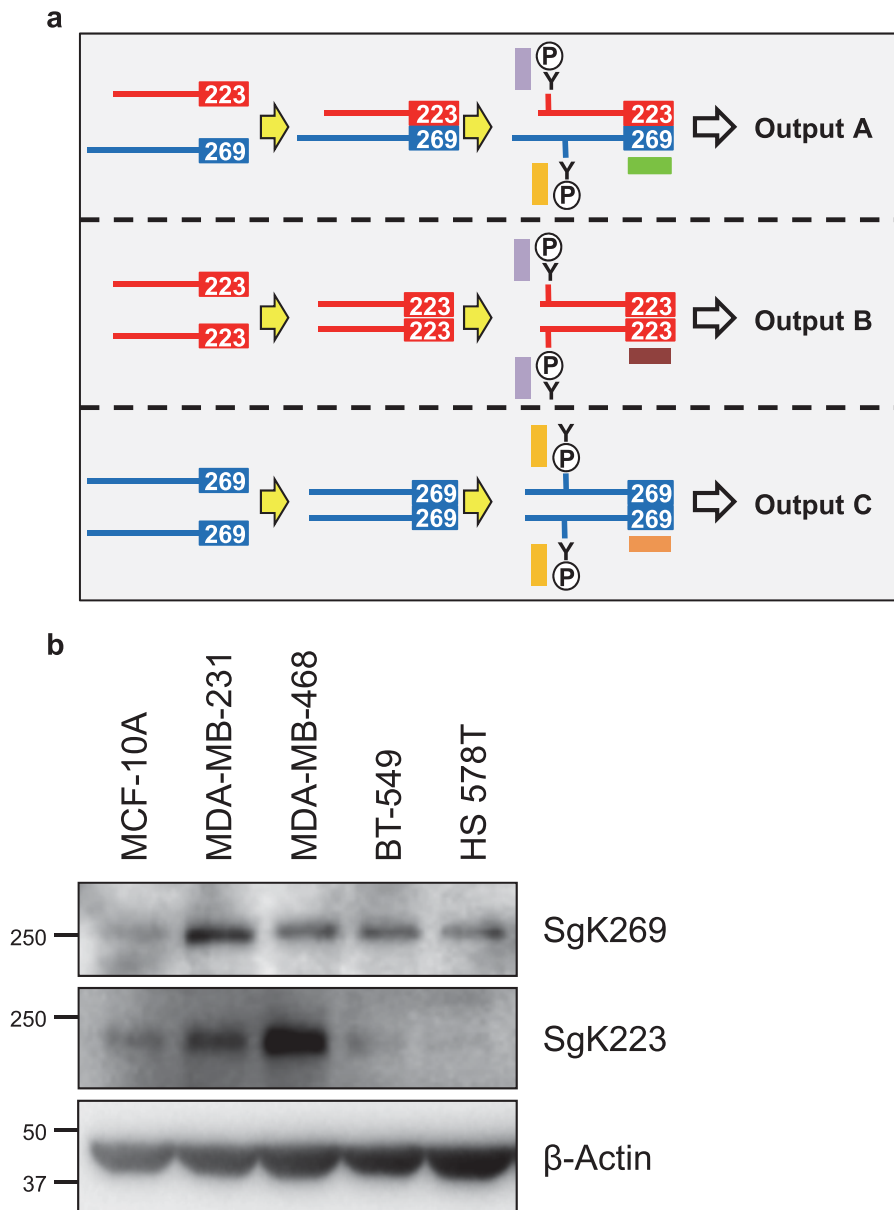 a
P
Y
223
223
223
269
269
269
Output A
Y
P
P
Y
223
223
223
223
223
223
Output B
P
Y
Y
P
269
269
269
269
269
269
Output C
Y
P
b
MCF-10A
MDA-MB-231
MDA-MB-468
BT-549
HS 578T
250
SgK269
250
SgK223
50
β-Actin
37